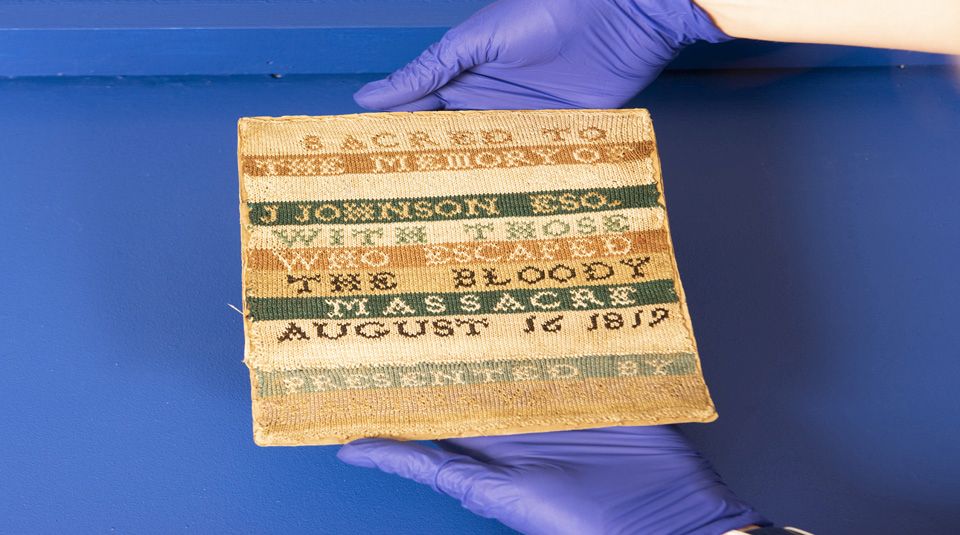 SACRED TO
THE MEMORY OF
J JOHNSON ESQ.
WITH THOSE
WHO ESCAPED
THE BLOODY
MASSACRE
AUGUST 16 1819
PRESENTED BY